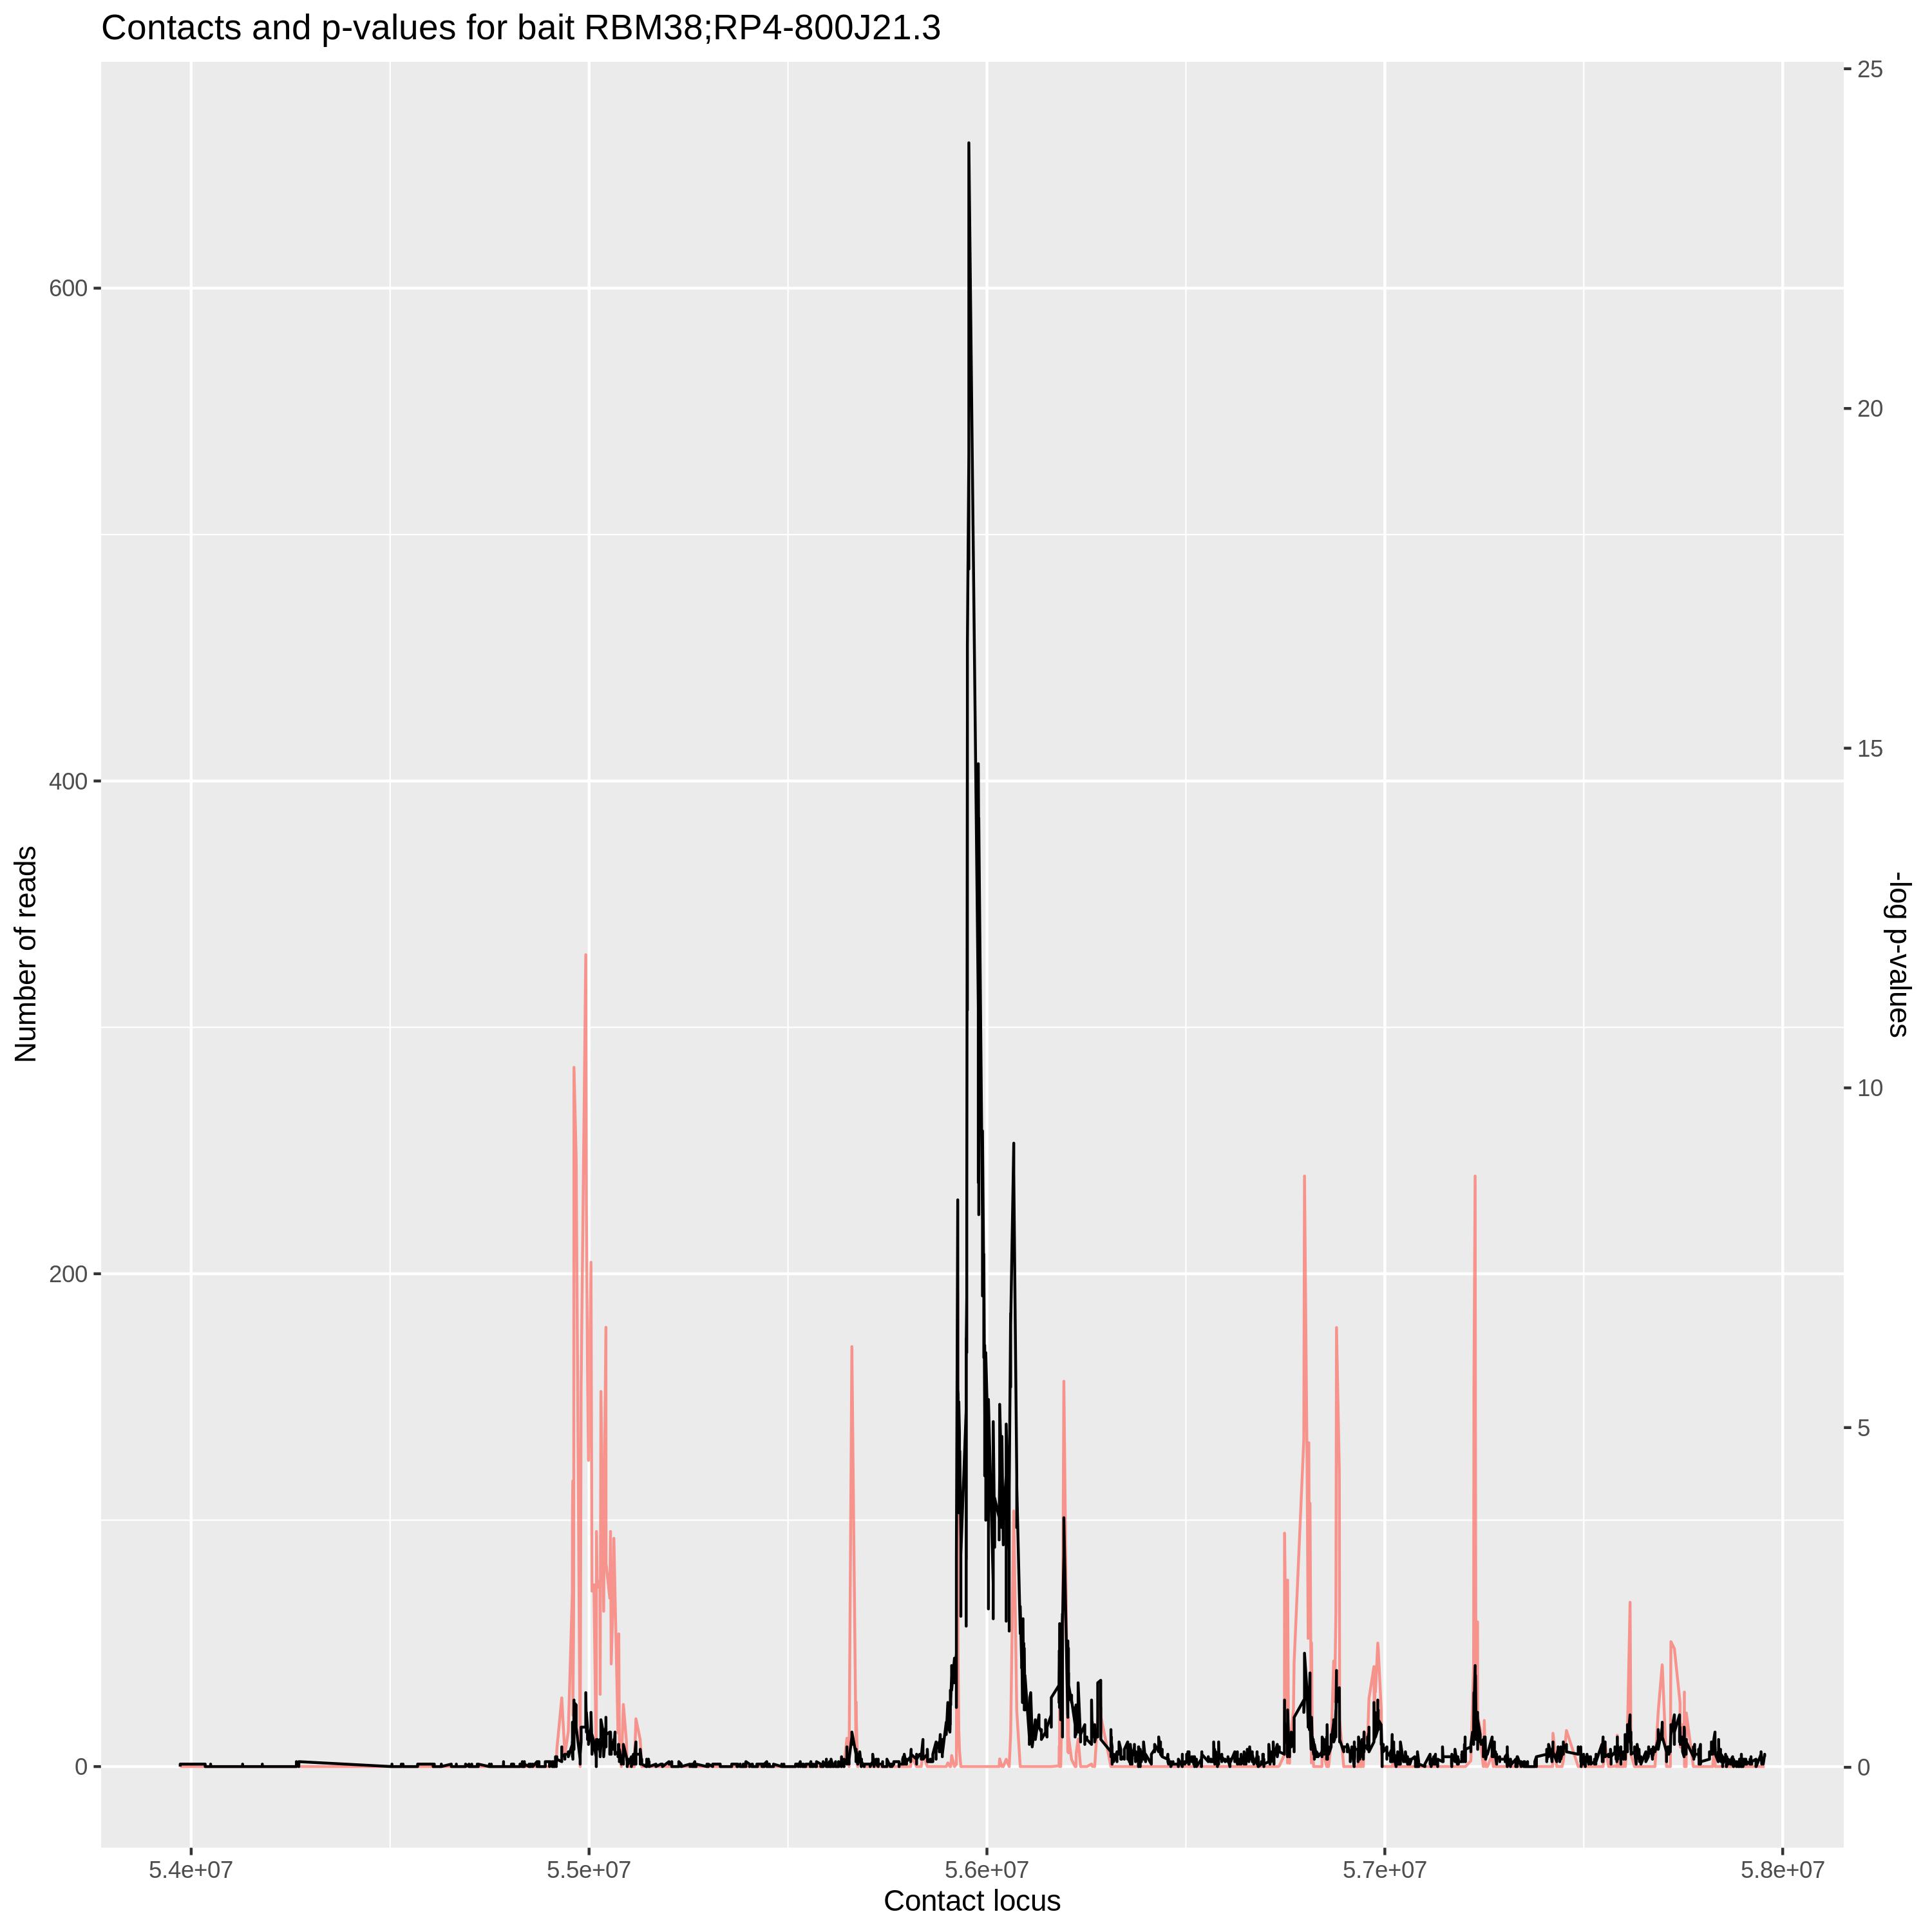 Contacts and p-values for bait RBM38;RP4-800J21.3
Number of reads
600
400
200
0
25
20
15
10
5
0
-log p-values
5.4e+07 5.5e+07 5.6e+07 5.7e+07 5.8e+07
Contact locus